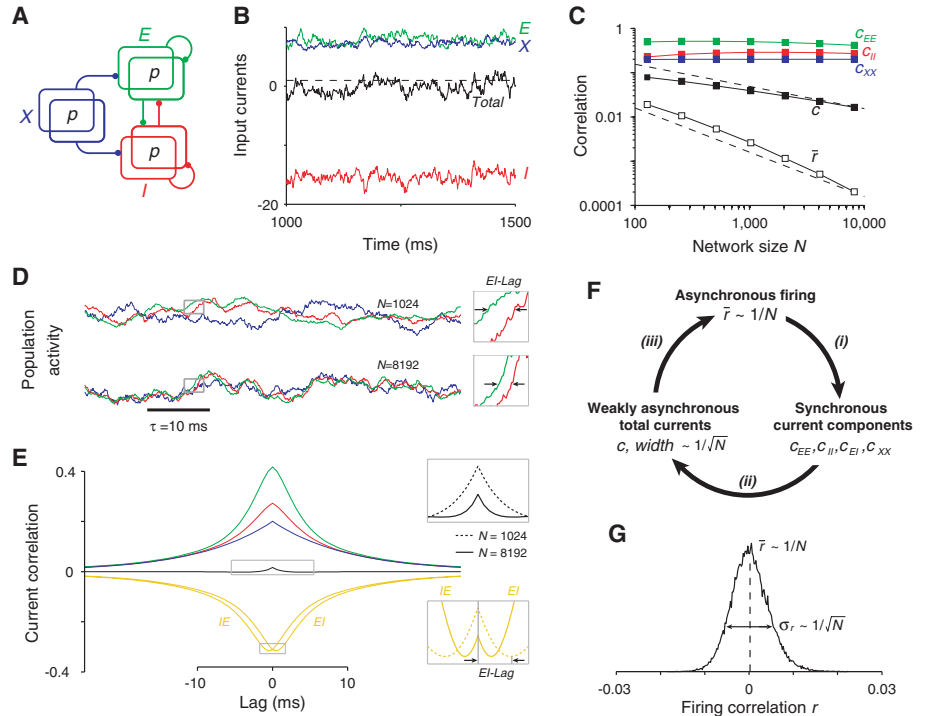 A
E
p
X
p
p
I
B
Input currents
0
-20
E
X
Total
I
1000
1500
Time (ms)
C
Correlation
1
0.01
0.0001
c_EE
c_II
c_XX
c
r̄
100
1,000
10,000
Network size N
D
Population
activity
N=1024
N=8192
EI-Lag
τ =10 ms
E
Current correlation
0.4
0
-0.4
IE
EI
-10
0
10
Lag (ms)
N = 1024
N = 8192
IE
EI
EI-Lag
F
Asynchronous firing
r̄ ~ 1/N
(iii)
(i)
Weakly asynchronous
total currents
c, width ~ 1/√N
Synchronous
current components
c_EE, c_II, c_EI, c_XX
(ii)
G
r̄ ~ 1/N
σ_r ~ 1/√N
-0.03
0
0.03
Firing correlation r